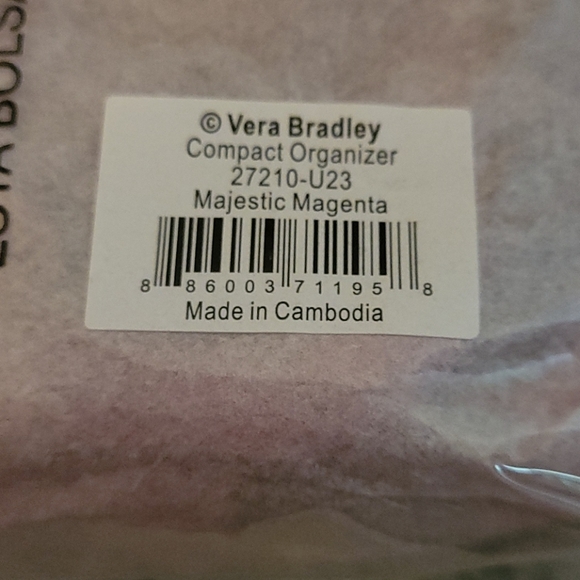 © Vera Bradley
Compact Organizer
27210-U23
Majestic Magenta
8 86003 71195 8
Made in Cambodia